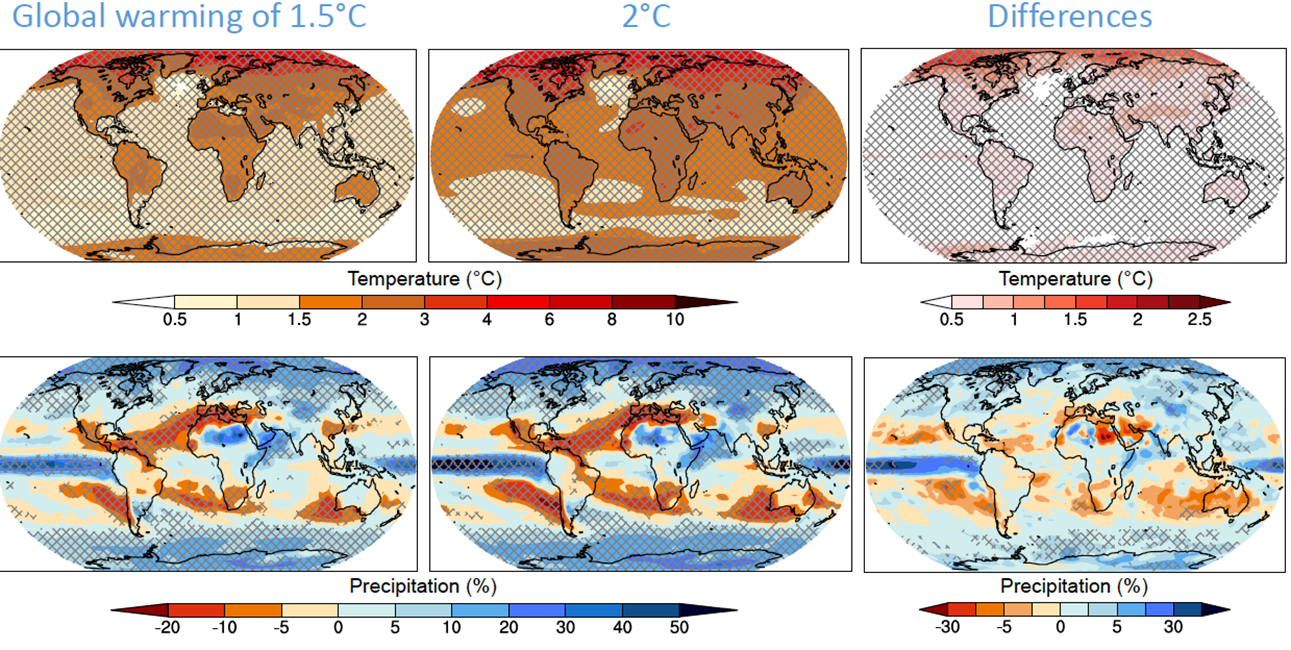 Global warming of 1.5°C 2°C Differences
Temperature (°C) Temperature (°C)
0.5 1 1.5 2 3 4 6 8 10 0.5 1 1.5 2 2.5
Precipitation (%) Precipitation (%)
-20 -10 -5 0 5 10 20 30 40 50 -30 -5 0 5 30